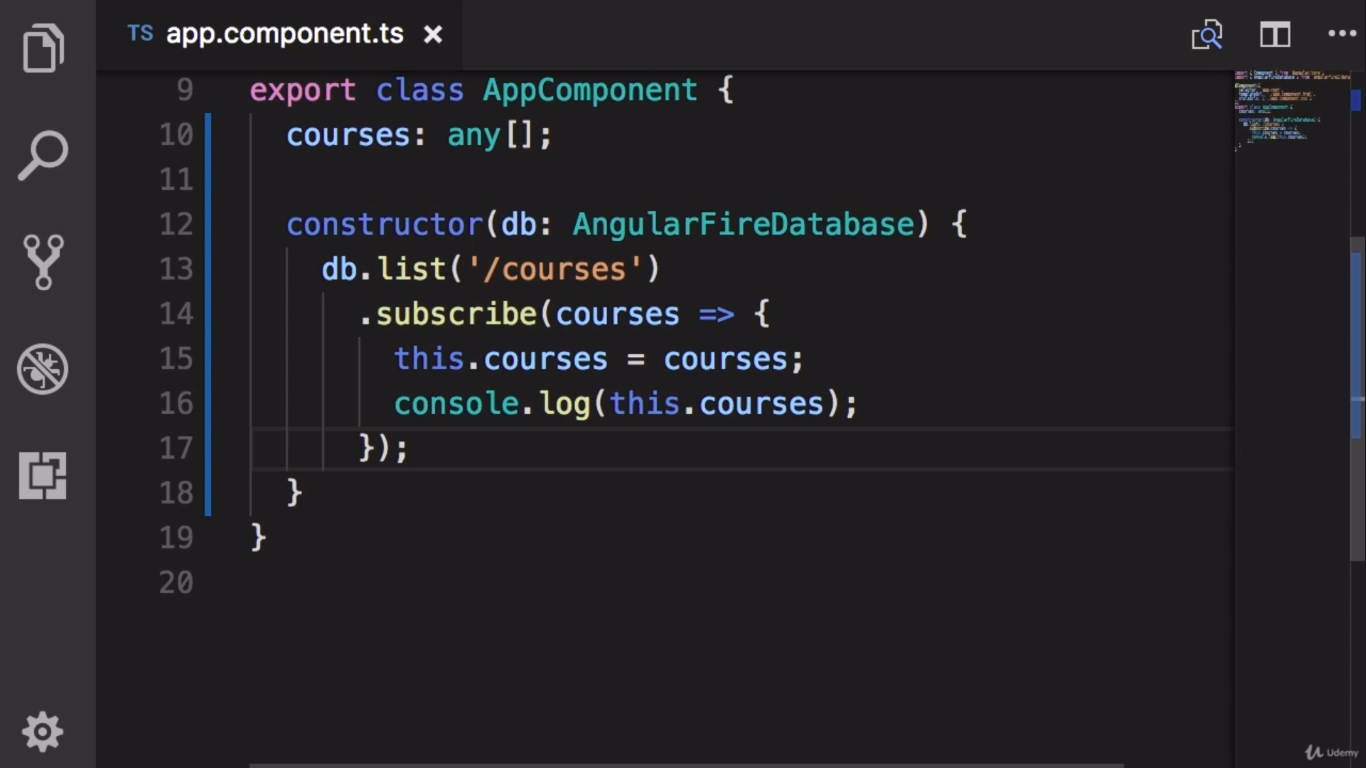 TS app.component.ts
9 export class AppComponent {
10 courses: any[];
11
12 constructor(db: AngularFireDatabase) {
13 db.list('/courses')
14 .subscribe(courses => {
15 this.courses = courses;
16 console.log(this.courses);
17 });
18 }
19 }
20
Udemy